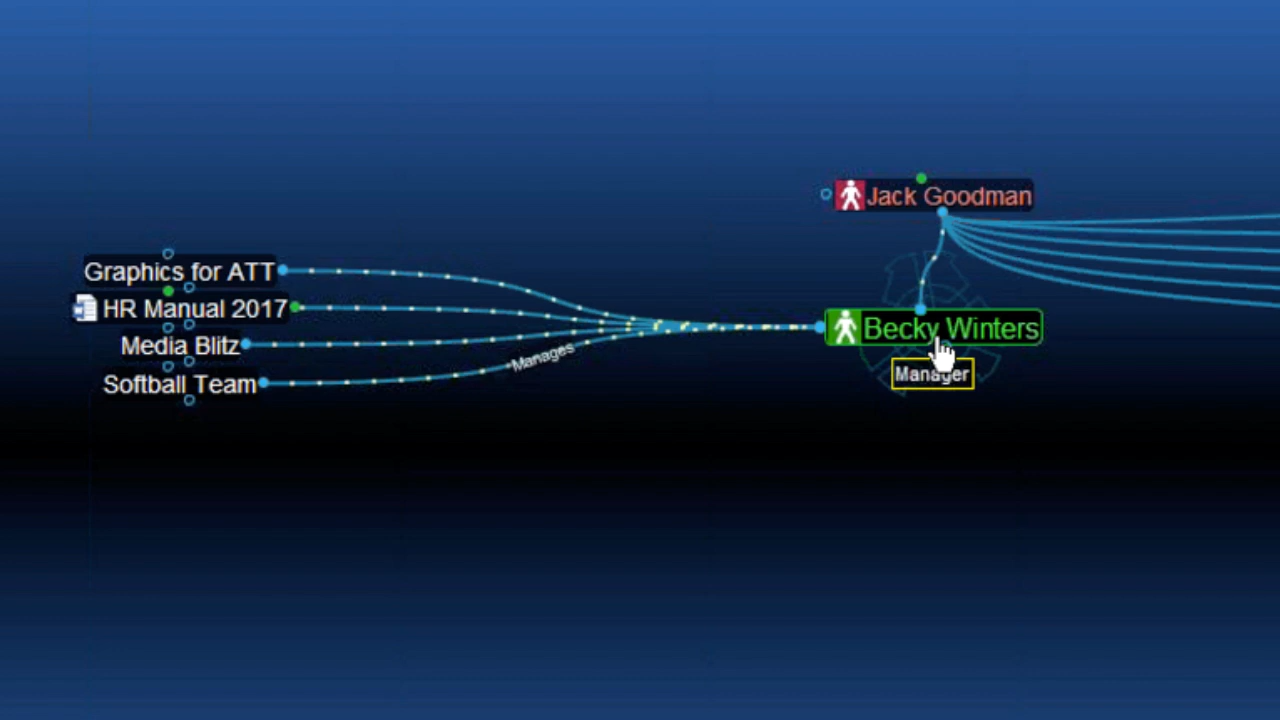 Jack Goodman
Graphics for ATT
HR Manual 2017
Media Blitz
Softball Team
Manages
Becky Winters
Manager